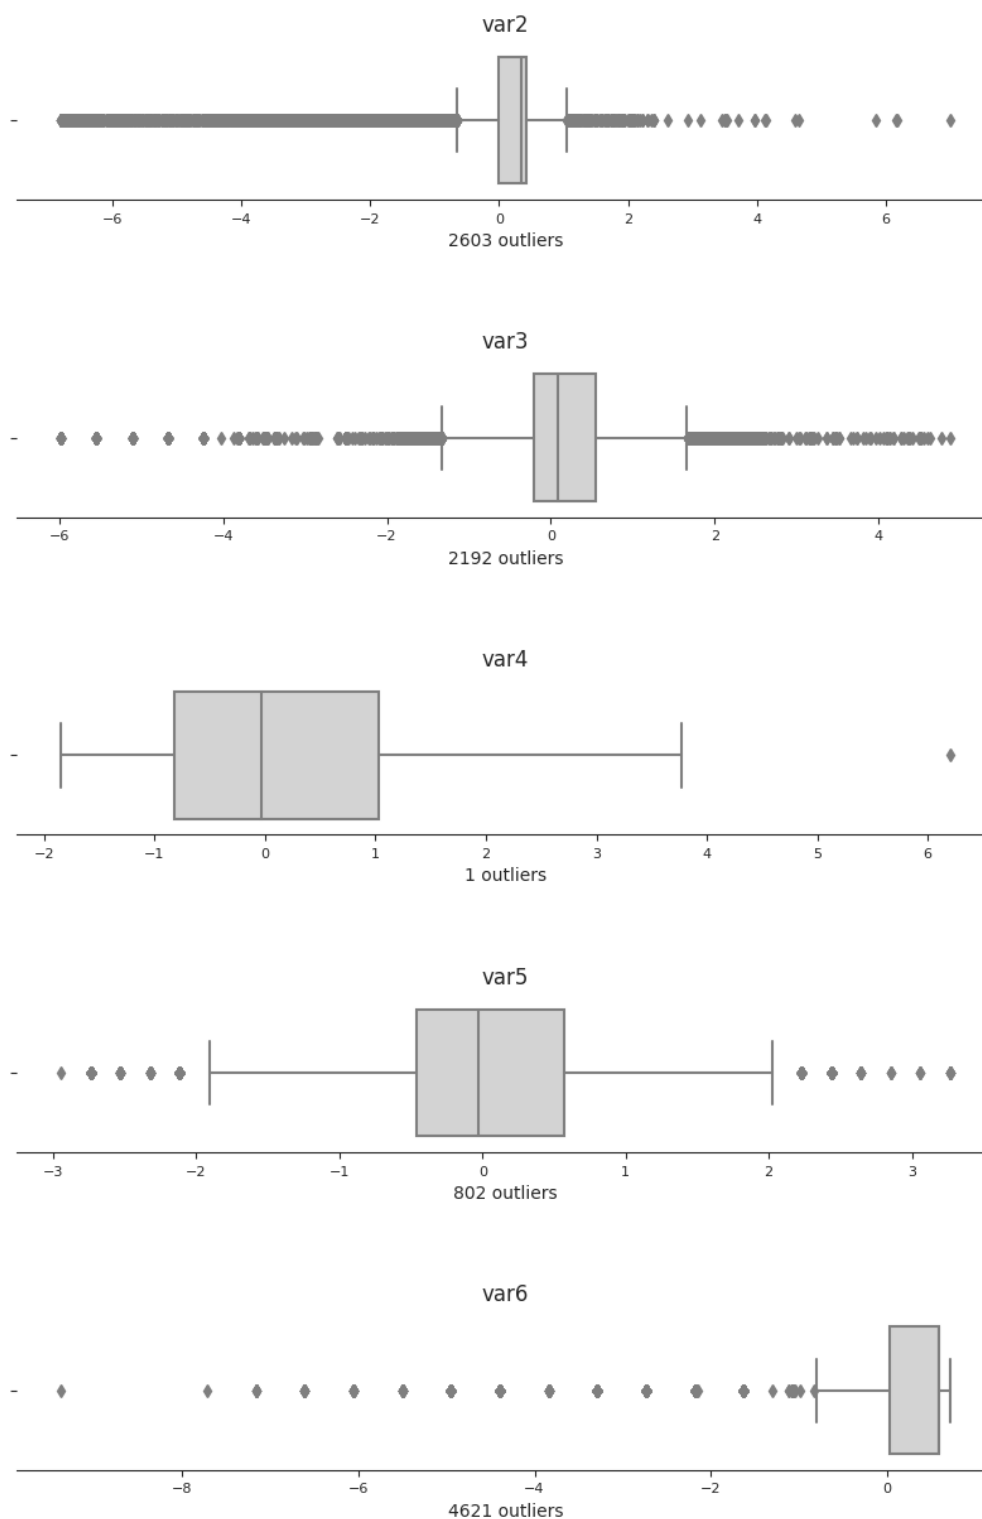 var2
−6 −4 −2 0 2 4 6
2603 outliers
var3
−6 −4 −2 0 2 4
2192 outliers
var4
−2 −1 0 1 2 3 4 5 6
1 outliers
var5
−3 −2 −1 0 1 2 3
802 outliers
var6
−8 −6 −4 −2 0
4621 outliers